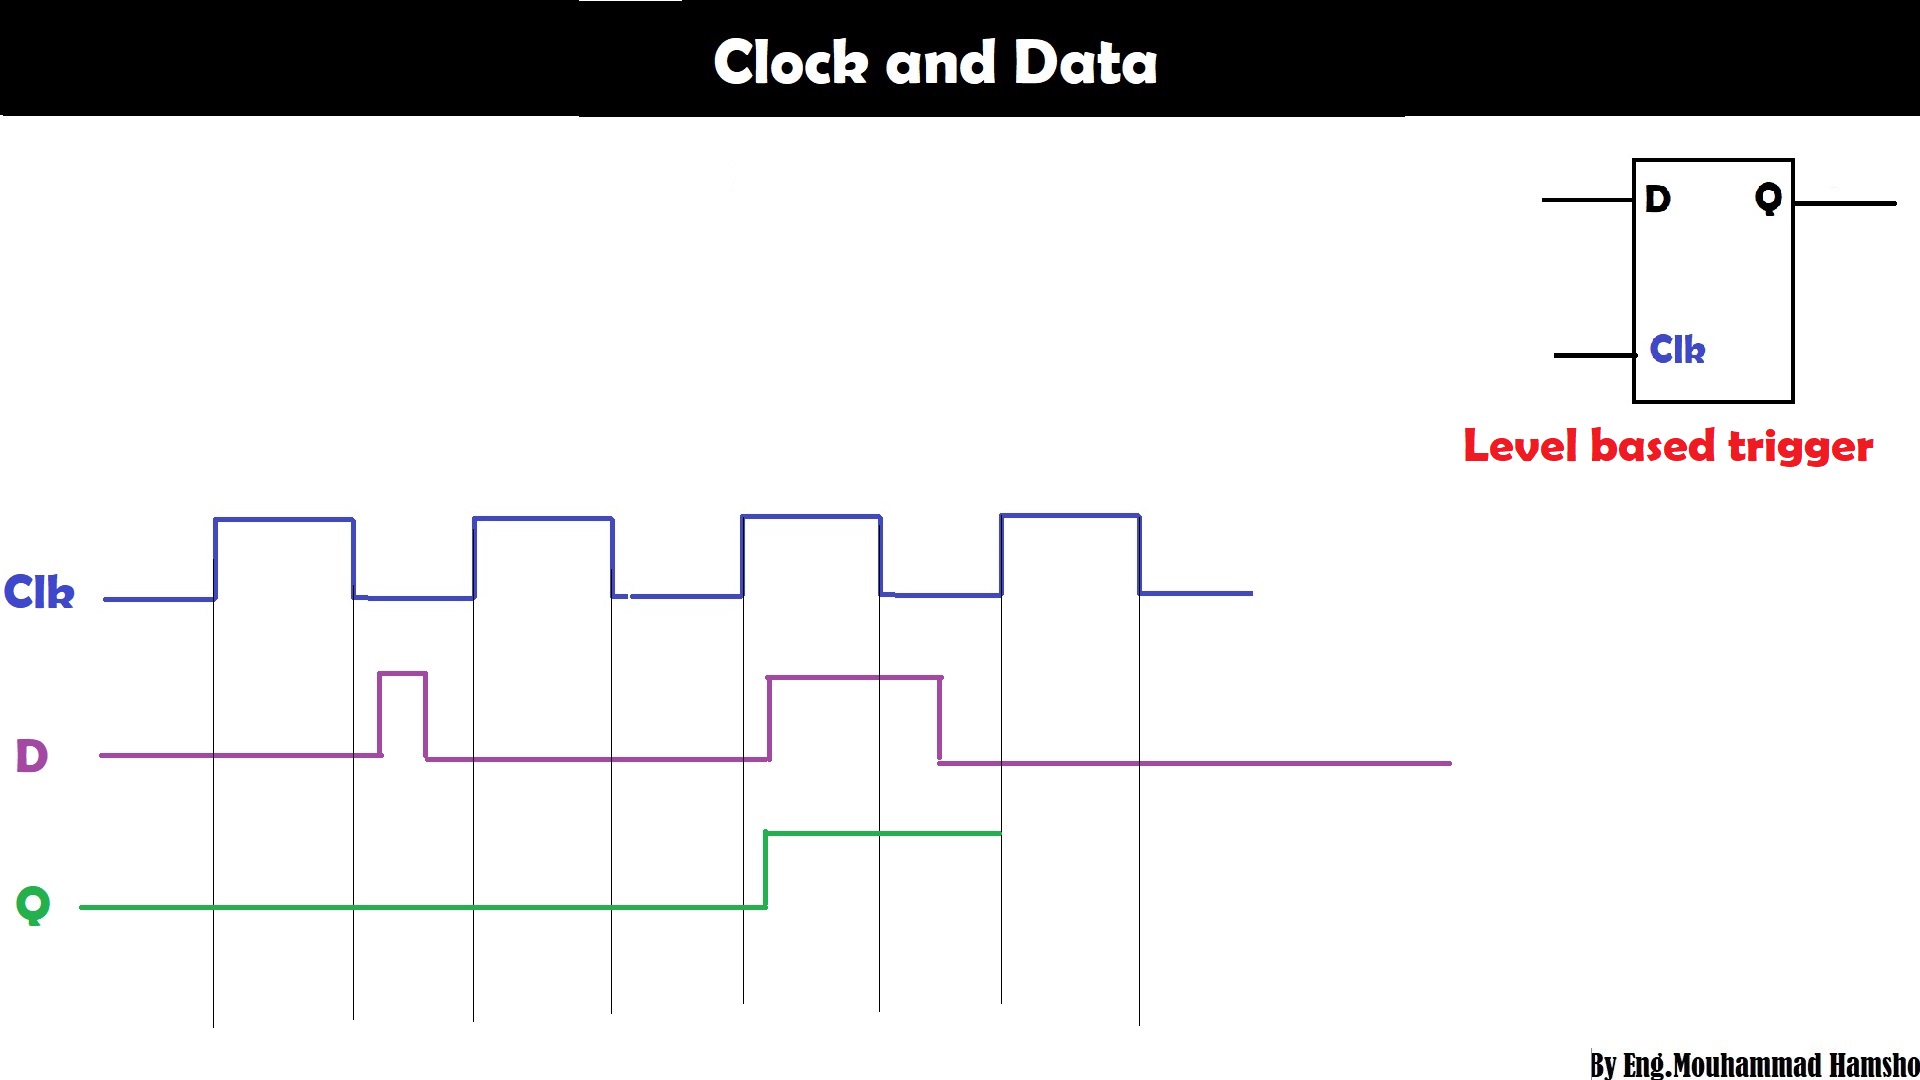 Clock and Data
D Q
Clk
Level based trigger
Clk
D
Q
By Eng.Mouhammad Hamsho